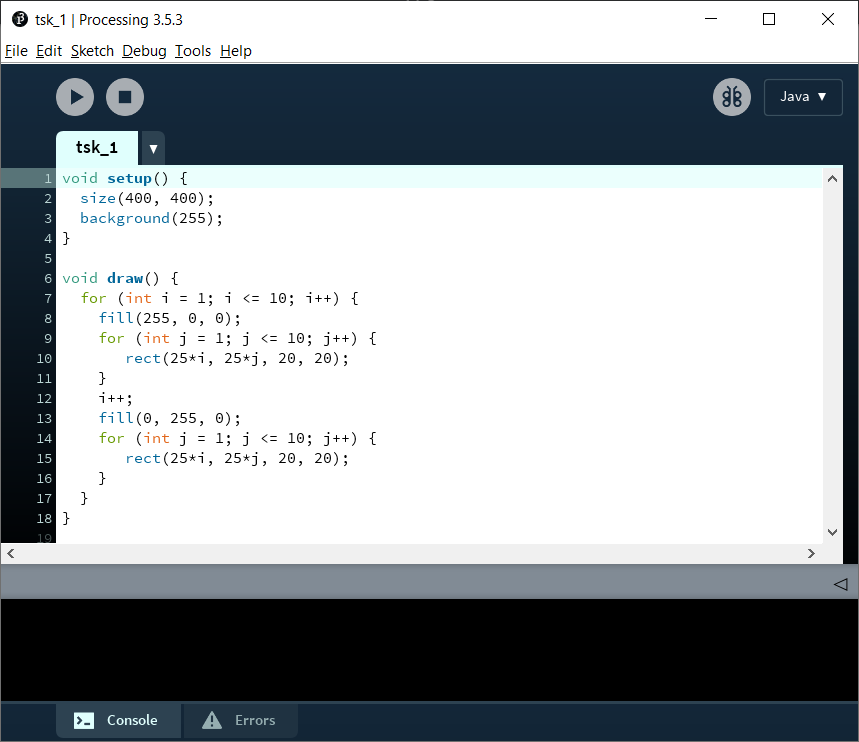 tsk_1 | Processing 3.5.3
File Edit Sketch Debug Tools Help
Java ▼
tsk_1 ▼
1 void setup() {
2   size(400, 400);
3   background(255);
4 }
5
6 void draw() {
7   for (int i = 1; i <= 10; i++) {
8     fill(255, 0, 0);
9     for (int j = 1; j <= 10; j++) {
10        rect(25*i, 25*j, 20, 20);
11     }
12     i++;
13     fill(0, 255, 0);
14     for (int j = 1; j <= 10; j++) {
15        rect(25*i, 25*j, 20, 20);
16     }
17   }
18 }
19
Console Errors